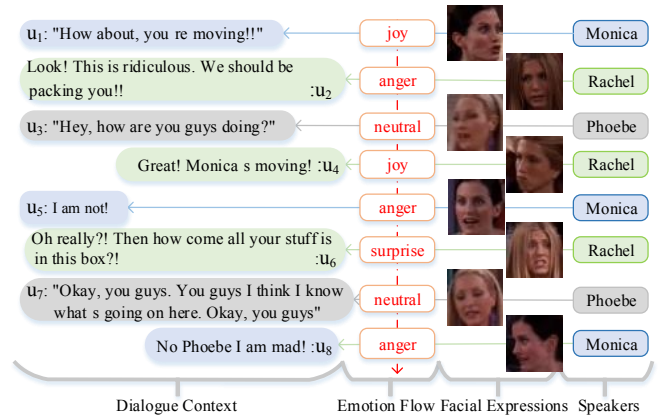 u1: "How about, you re moving!!" joy Monica
Look! This is ridiculous. We should be
packing you!! :u2 anger Rachel
u3: "Hey, how are you guys doing?" neutral Phoebe
Great! Monica s moving! :u4 joy Rachel
u5: I am not! anger Monica
Oh really?! Then how come all your stuff is
in this box?! :u6 surprise Rachel
u7: "Okay, you guys. You guys I think I know
what s going on here. Okay, you guys" neutral Phoebe
No Phoebe I am mad! :u8 anger Monica
Dialogue Context Emotion Flow Facial Expressions Speakers